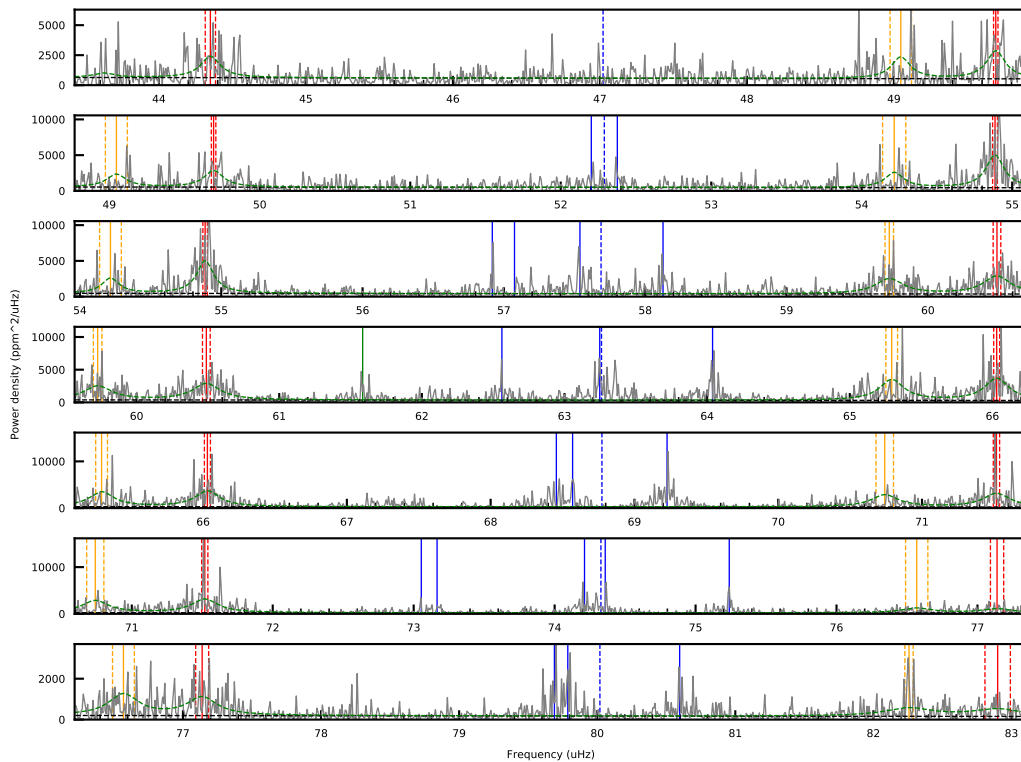 5000
2500
0
44 45 46 47 48 49
10000
5000
0
49 50 51 52 53 54 55
10000
5000
0
54 55 56 57 58 59 60
10000
5000
0
60 61 62 63 64 65 66
10000
0
66 67 68 69 70 71
10000
0
71 72 73 74 75 76 77
2000
0
77 78 79 80 81 82 83
Power density (ppm^2/uHz)
Frequency (uHz)